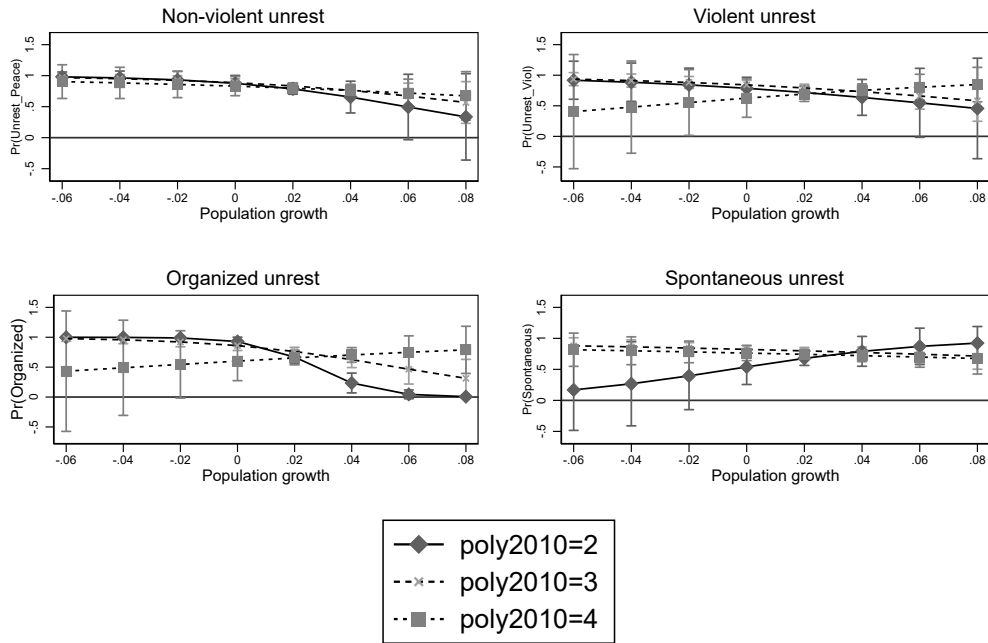 Non-violent unrest
Pr(Unrest_Peace)
1.5
1
.5
0
-.5
-.06 -.04 -.02 0 .02 .04 .06 .08
Population growth
Violent unrest
Pr(Unrest_Viol)
1.5
1
.5
0
-.5
-.06 -.04 -.02 0 .02 .04 .06 .08
Population growth
Organized unrest
Pr(Organized)
1.5
1
.5
0
-.5
-.06 -.04 -.02 0 .02 .04 .06 .08
Population growth
Spontaneous unrest
Pr(Spontaneous)
1.5
1
.5
0
-.5
-.06 -.04 -.02 0 .02 .04 .06 .08
Population growth
poly2010=2
poly2010=3
poly2010=4